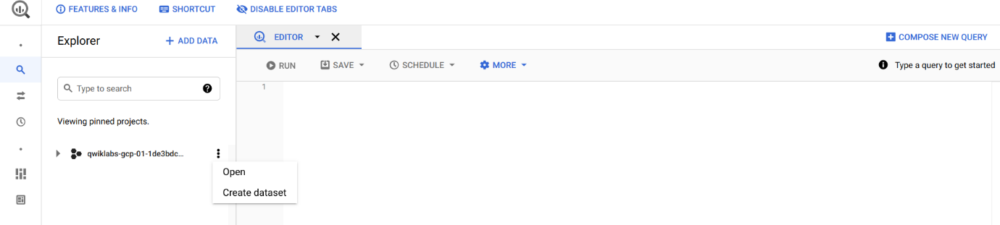 FEATURES & INFO SHORTCUT DISABLE EDITOR TABS
Explorer + ADD DATA
EDITOR
COMPOSE NEW QUERY
RUN SAVE SCHEDULE MORE
Type a query to get started
Type to search
1
Viewing pinned projects.
qwiklabs-gcp-01-1de3bdc...
Open
Create dataset